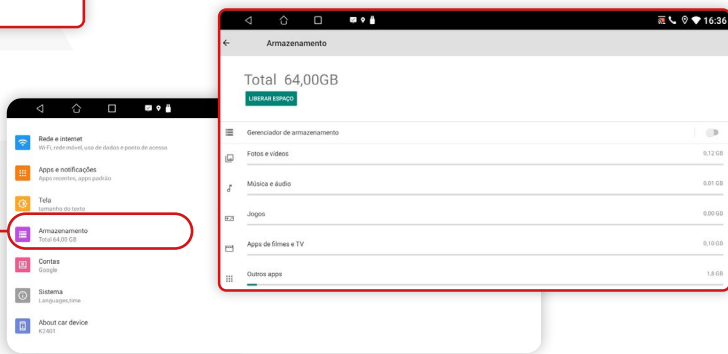 16:36
Armazenamento
Total 64,00GB
LIBERAR ESPAÇO
Gerenciador de armazenamento
Fotos e vídeos
0,12 GB
Música e áudio
0,01 GB
Jogos
0,00 GB
Apps de filmes e TV
0,10 GB
Outros apps
1,8 GB
Rede e internet
Wi-Fi, rede móvel, uso de dados e ponto de acesso
Apps e notificações
Apps recentes, apps padrão
Tela
tamanho do texto
Armazenamento
Total 64,00 GB
Contas
Google
Sistema
Languages,time
About car device
K2401